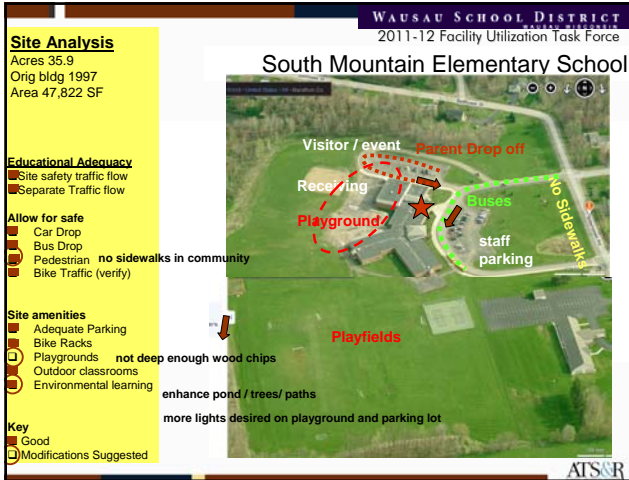 WAUSAU SCHOOL DISTRICT
WAUSAU WISCONSIN
2011-12 Facility Utilization Task Force
South Mountain Elementary School
Site Analysis
Acres 35.9
Orig bldg 1997
Area 47,822 SF
Educational Adequacy
Site safety traffic flow
Separate Traffic flow
Allow for safe
Car Drop
Bus Drop
Pedestrian no sidewalks in community
Bike Traffic (verify)
Site amenities
Adequate Parking
Bike Racks
Playgrounds not deep enough wood chips
Outdoor classrooms
Environmental learning
enhance pond / trees/ paths
more lights desired on playground and parking lot
Key
Good
Modifications Suggested
Visitor / event
Parent Drop off
Receiving
Playground
Buses
No Sidewalks
staff
parking
Playfields
ATS&R